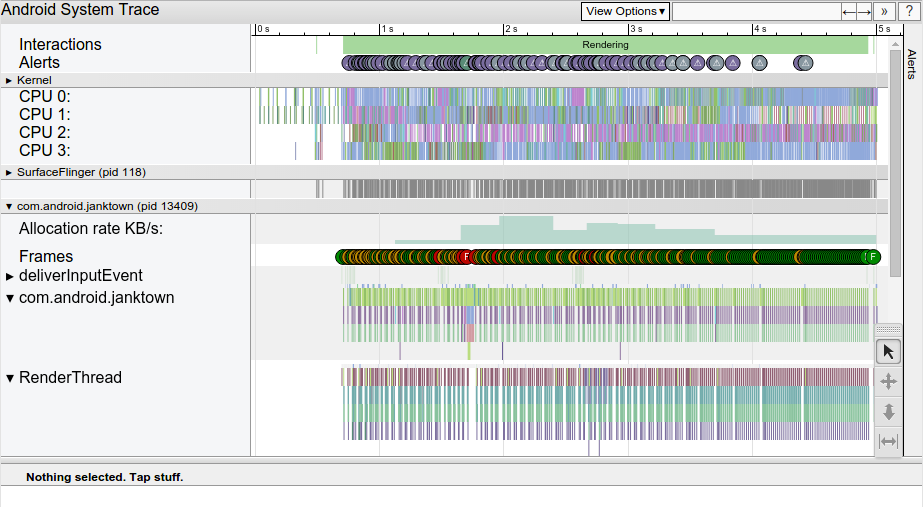 Android System Trace
View Options▾
←
→
»
?
0 s
1 s
2 s
3 s
4 s
5 s
Interactions
Rendering
Alerts
Alerts
▸ Kernel
CPU 0:
CPU 1:
CPU 2:
CPU 3:
▸ SurfaceFlinger (pid 118)
▾ com.android.janktown (pid 13409)
Allocation rate KB/s:
Frames
F
F
▸ deliverInputEvent
▾ com.android.janktown
▾ RenderThread
Nothing selected. Tap stuff.